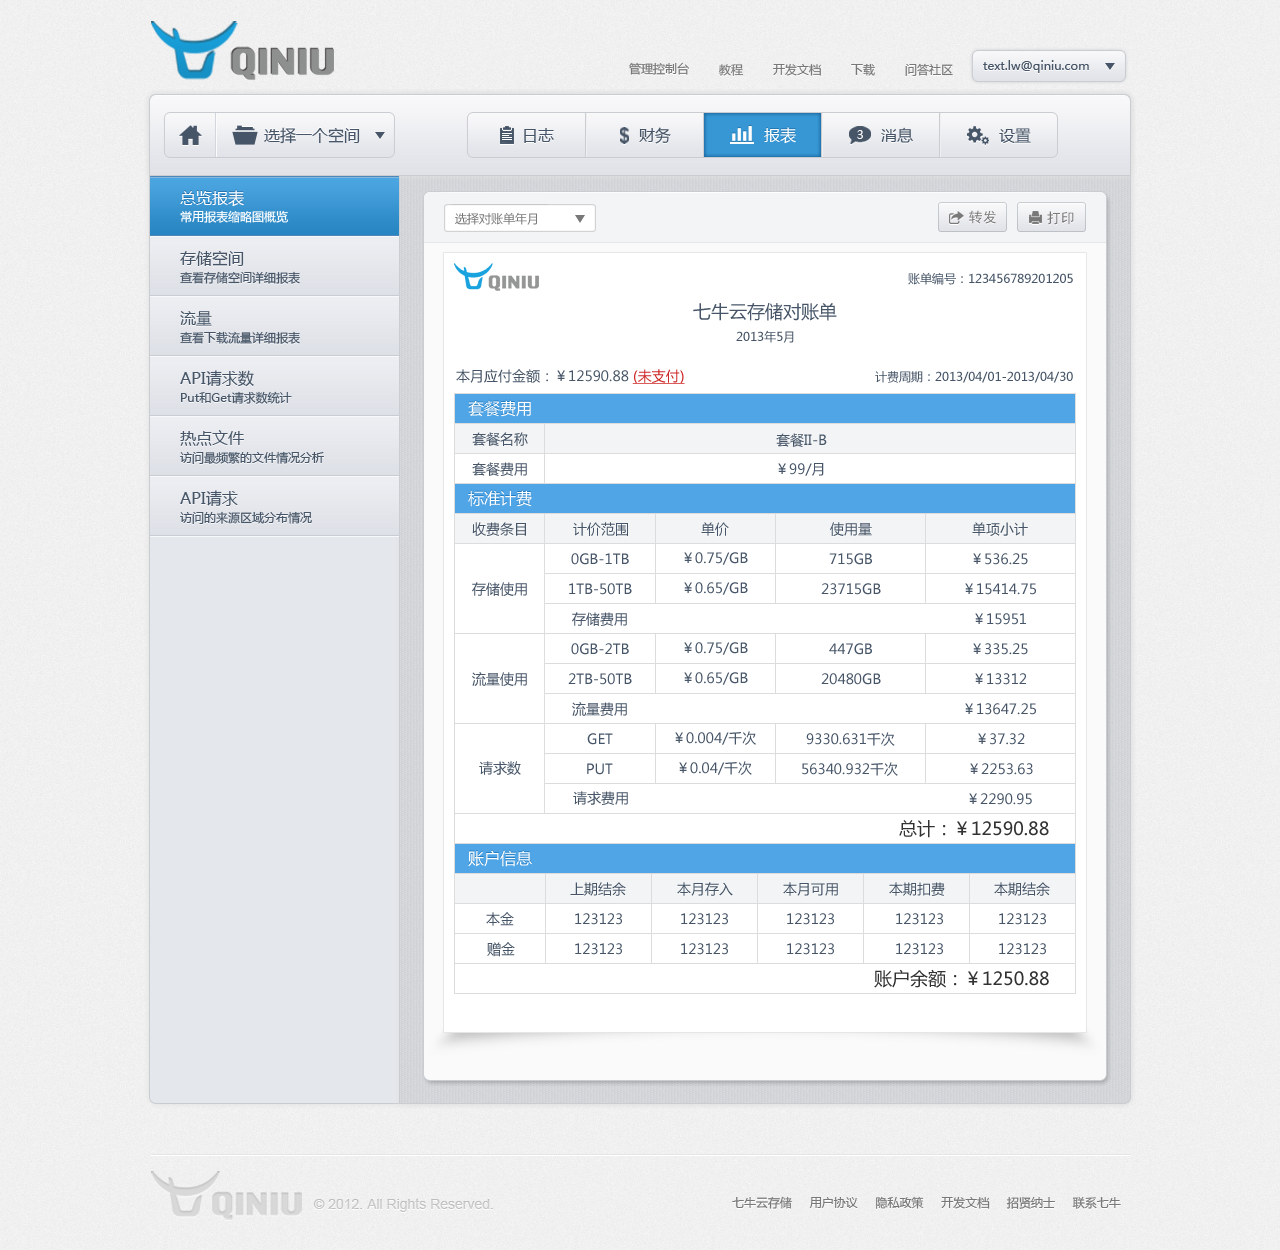 QINIU
管理控制台 教程 开发文档 下载 问答社区 text.lw@qiniu.com
选择一个空间 日志 财务 报表 3 消息 设置
总览报表
常用报表缩略图概览
存储空间
查看存储空间详细报表
流量
查看下载流量详细报表
API请求数
Put和Get请求数统计
热点文件
访问最频繁的文件情况分析
API请求
访问的来源区域分布情况
选择对账单年月 转发 打印
QINIU 账单编号：123456789201205
七牛云存储对账单
2013年5月
本月应付金额：¥12590.88 (未支付) 计费周期：2013/04/01-2013/04/30
套餐费用
套餐名称 套餐II-B
套餐费用 ¥99/月
标准计费
收费条目 计价范围 单价 使用量 单项小计
0GB-1TB ¥0.75/GB 715GB ¥536.25
存储使用 1TB-50TB ¥0.65/GB 23715GB ¥15414.75
存储费用 ¥15951
0GB-2TB ¥0.75/GB 447GB ¥335.25
流量使用 2TB-50TB ¥0.65/GB 20480GB ¥13312
流量费用 ¥13647.25
GET ¥0.004/千次 9330.631千次 ¥37.32
请求数 PUT ¥0.04/千次 56340.932千次 ¥2253.63
请求费用 ¥2290.95
总计：¥12590.88
账户信息
上期结余 本月存入 本月可用 本期扣费 本期结余
本金 123123 123123 123123 123123 123123
赠金 123123 123123 123123 123123 123123
账户余额：¥1250.88
QINIU © 2012. All Rights Reserved. 七牛云存储 用户协议 隐私政策 开发文档 招贤纳士 联系七牛